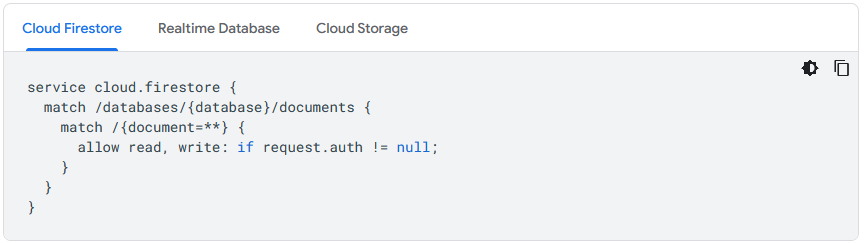 Cloud Firestore Realtime Database Cloud Storage
service cloud.firestore {
  match /databases/{database}/documents {
    match /{document=**} {
      allow read, write: if request.auth != null;
    }
  }
}